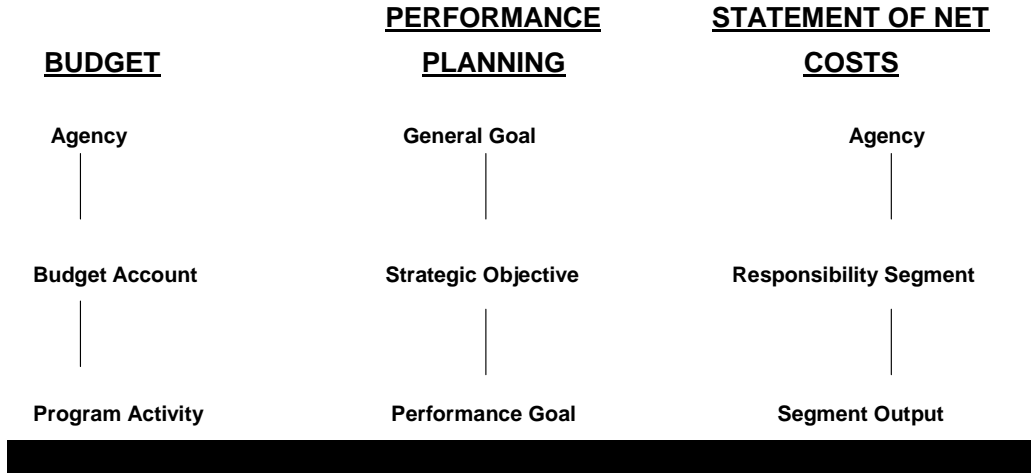 PERFORMANCE STATEMENT OF NET
BUDGET PLANNING COSTS
Agency General Goal Agency
Budget Account Strategic Objective Responsibility Segment
Program Activity Performance Goal Segment Output